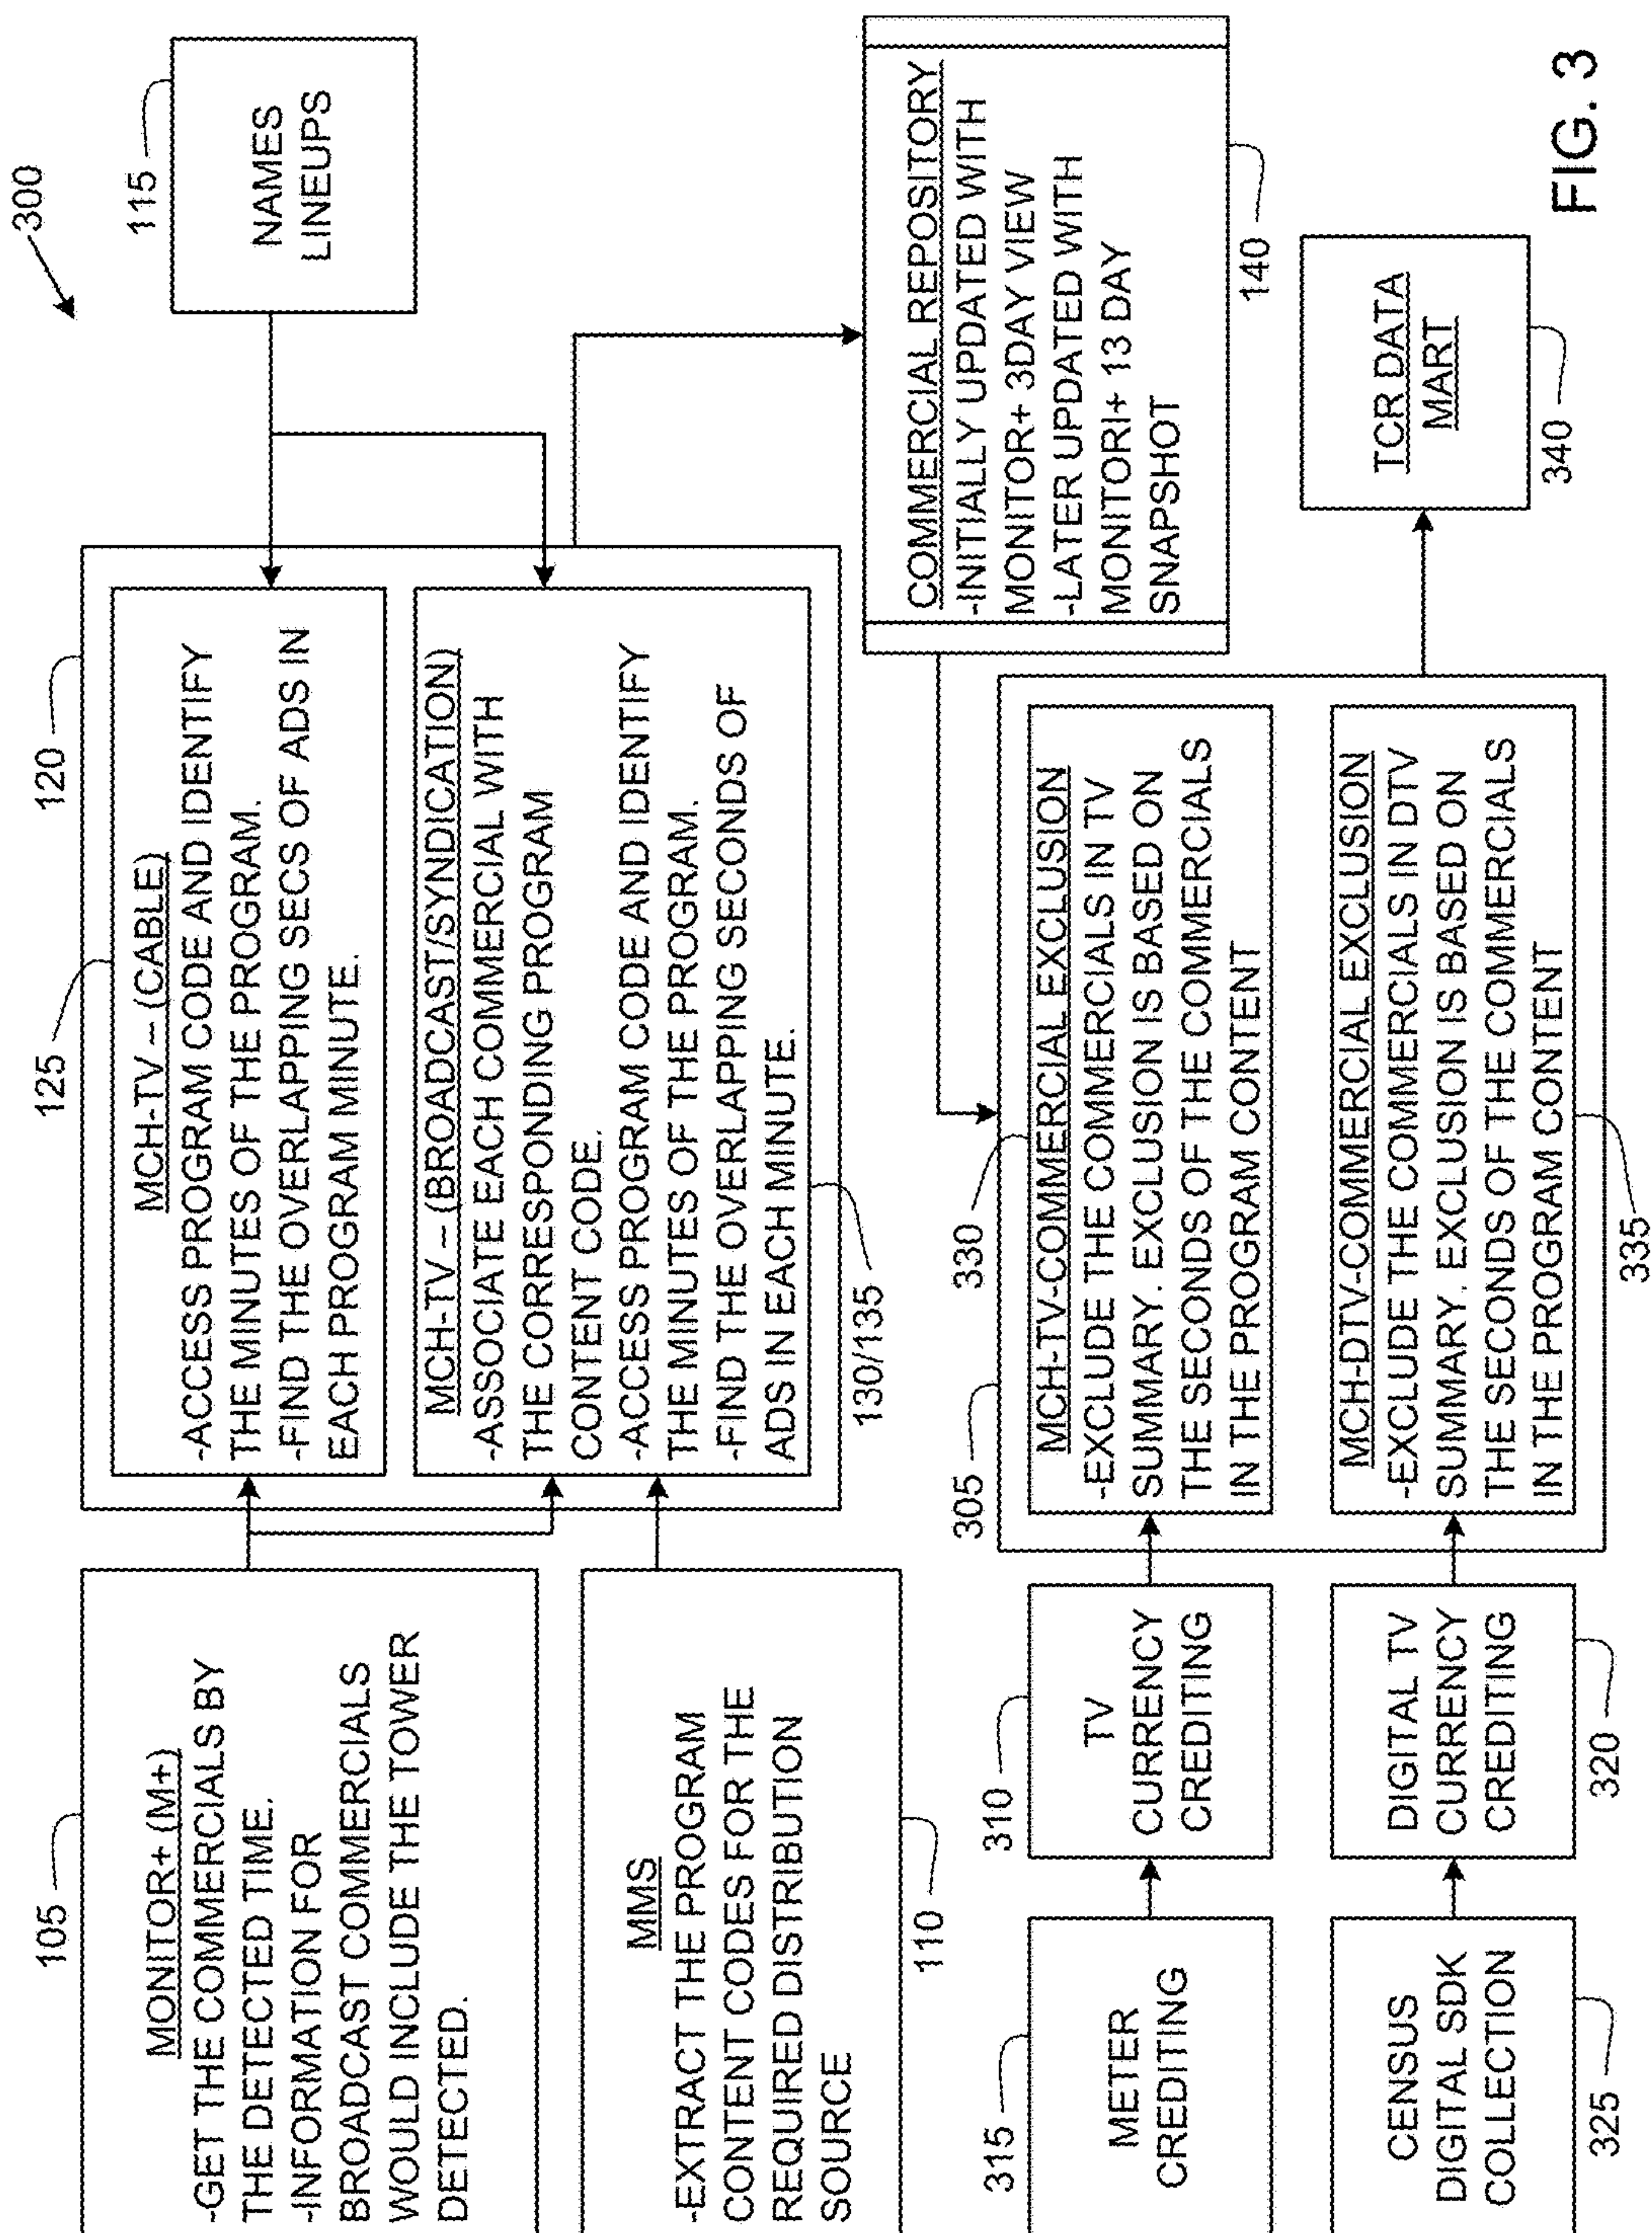 300
105
MONITOR+ (M+)
-GET THE COMMERCIALS BY
THE DETECTED TIME.
-INFORMATION FOR
BROADCAST COMMERCIALS
WOULD INCLUDE THE TOWER
DETECTED.
MMS
-EXTRACT THE PROGRAM
CONTENT CODES FOR THE
REQUIRED DISTRIBUTION
SOURCE
110
120
125
MCH-TV – (CABLE)
-ACCESS PROGRAM CODE AND IDENTIFY
THE MINUTES OF THE PROGRAM.
-FIND THE OVERLAPPING SECS OF ADS IN
EACH PROGRAM MINUTE.
MCH-TV – (BROADCAST/SYNDICATION)
-ASSOCIATE EACH COMMERCIAL WITH
THE CORRESPONDING PROGRAM
CONTENT CODE.
-ACCESS PROGRAM CODE AND IDENTIFY
THE MINUTES OF THE PROGRAM.
-FIND THE OVERLAPPING SECONDS OF
ADS IN EACH MINUTE.
130/135
115
NAMES
LINEUPS
COMMERCIAL REPOSITORY
-INITIALLY UPDATED WITH
MONITOR+ 3DAY VIEW
-LATER UPDATED WITH
MONITORI+ 13 DAY
SNAPSHOT
140
315
METER
CREDITING
310
TV
CURRENCY
CREDITING
305
330
MCH-TV-COMMERCIAL EXCLUSION
-EXCLUDE THE COMMERCIALS IN TV
SUMMARY. EXCLUSION IS BASED ON
THE SECONDS OF THE COMMERCIALS
IN THE PROGRAM CONTENT
CENSUS
DIGITAL SDK
COLLECTION
325
DIGITAL TV
CURRENCY
CREDITING
320
MCH-DTV-COMMERCIAL EXCLUSION
-EXCLUDE THE COMMERCIALS IN DTV
SUMMARY. EXCLUSION IS BASED ON
THE SECONDS OF THE COMMERCIALS
IN THE PROGRAM CONTENT
335
TCR DATA
MART
340
FIG. 3